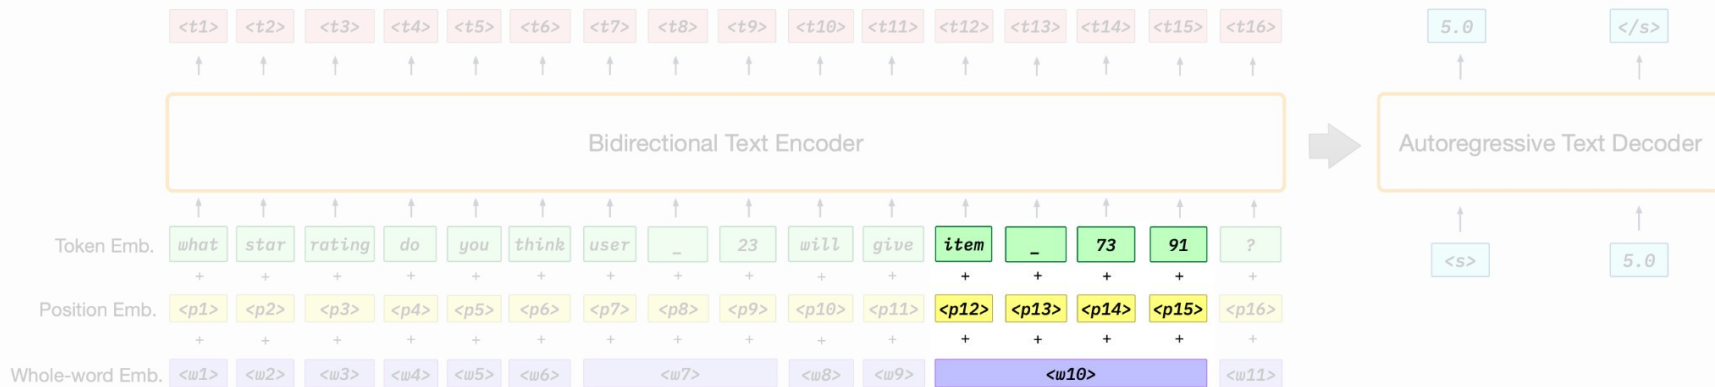 <t1> <t2> <t3> <t4> <t5> <t6> <t7> <t8> <t9> <t10> <t11> <t12> <t13> <t14> <t15> <t16> 5.0 </s>
Bidirectional Text Encoder Autoregressive Text Decoder
Token Emb. what star rating do you think user _ 23 will give item _ 73 91 ? <s> 5.0
+ + + + + + + + + + + + + + + +
Position Emb. <p1> <p2> <p3> <p4> <p5> <p6> <p7> <p8> <p9> <p10> <p11> <p12> <p13> <p14> <p15> <p16>
+ + + + + + + + + + + + + + + +
Whole-word Emb. <w1> <w2> <w3> <w4> <w5> <w6> <w7> <w8> <w9> <w10> <w11>